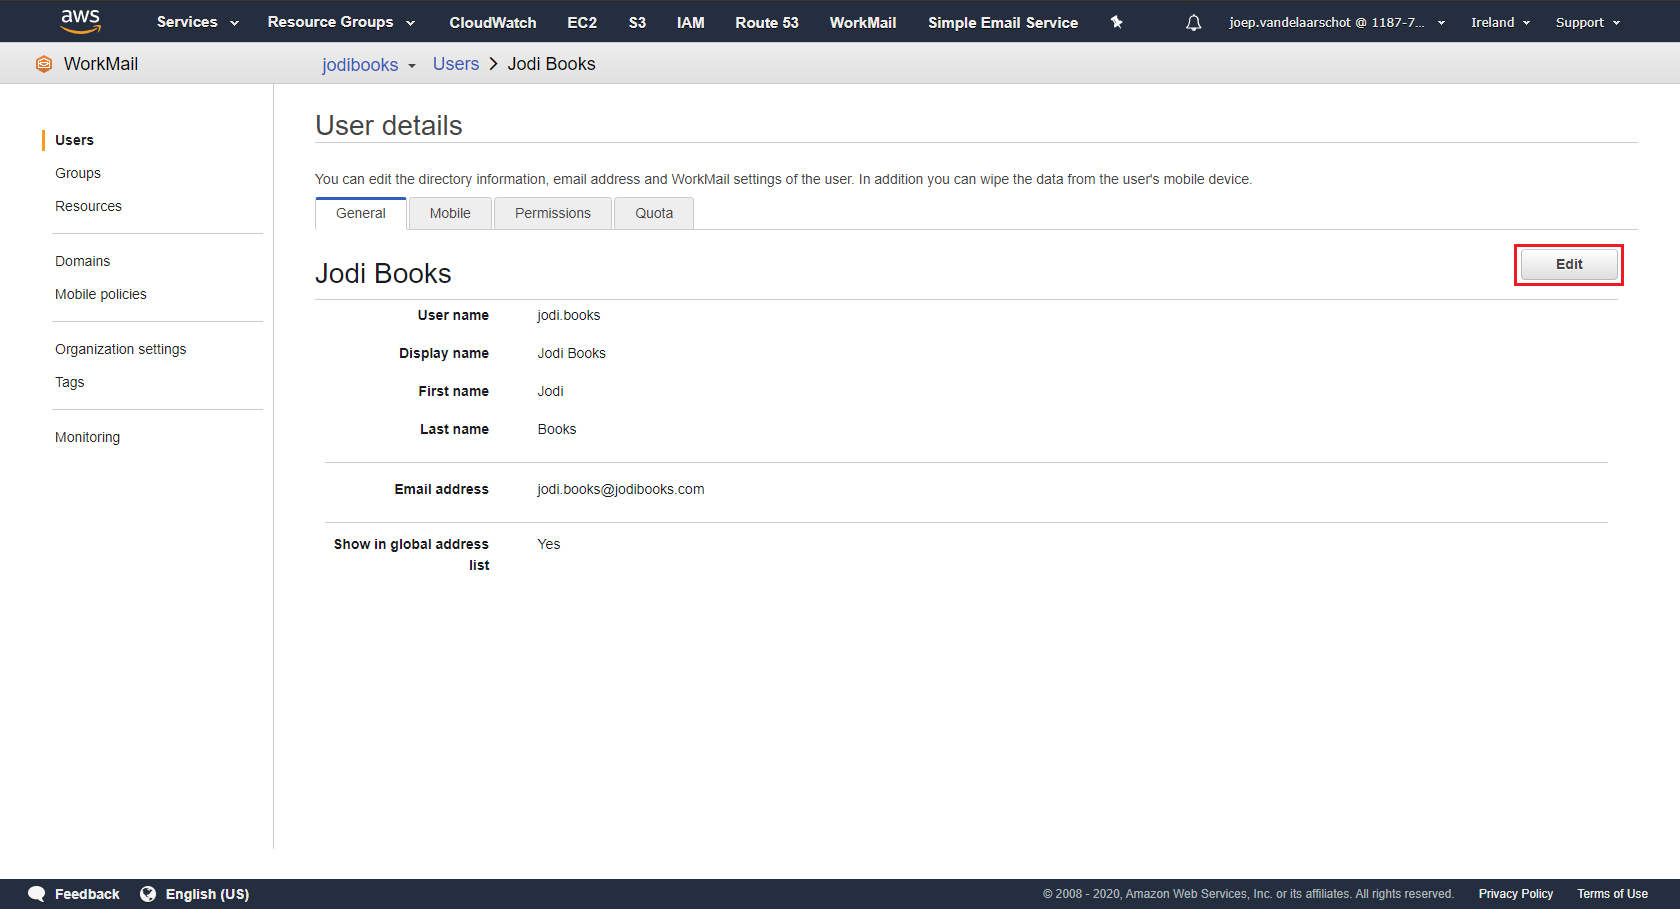 aws Services Resource Groups CloudWatch EC2 S3 IAM Route 53 WorkMail Simple Email Service joep.vandelaarschot @ 1187-7... Ireland Support
WorkMail jodibooks Users > Jodi Books
Users
Groups
Resources
Domains
Mobile policies
Organization settings
Tags
Monitoring
User details
You can edit the directory information, email address and WorkMail settings of the user. In addition you can wipe the data from the user's mobile device.
General Mobile Permissions Quota
Jodi Books Edit
User name jodi.books
Display name Jodi Books
First name Jodi
Last name Books
Email address jodi.books@jodibooks.com
Show in global address Yes
list
Feedback English (US) © 2008 - 2020, Amazon Web Services, Inc. or its affiliates. All rights reserved. Privacy Policy Terms of Use